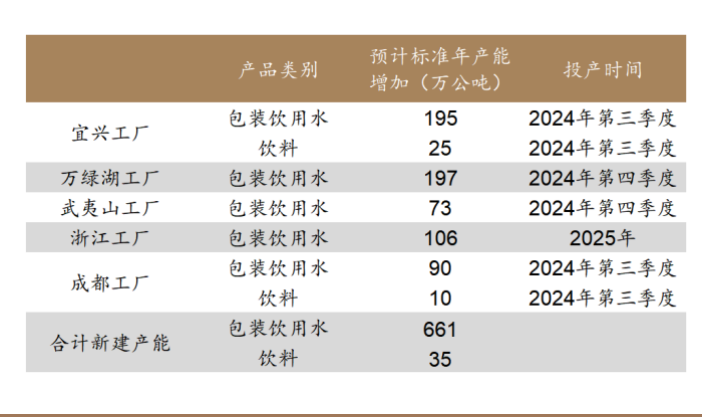 产品类别 预计标准年产能增加（万公吨） 投产时间
宜兴工厂 包装饮用水 195 2024年第三季度
饮料 25 2024年第三季度
万绿湖工厂 包装饮用水 197 2024年第四季度
武夷山工厂 包装饮用水 73 2024年第四季度
浙江工厂 包装饮用水 106 2025年
成都工厂 包装饮用水 90 2024年第三季度
饮料 10 2024年第三季度
合计新建产能 包装饮用水 661
饮料 35